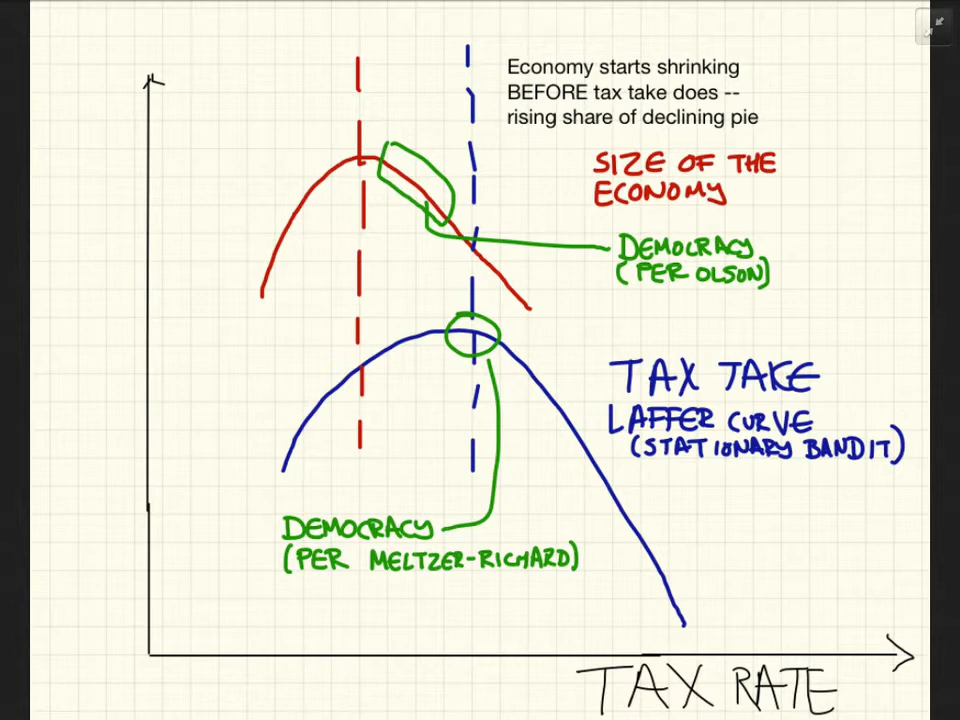 Economy starts shrinking
BEFORE tax take does --
rising share of declining pie
SIZE OF THE
ECONOMY
DEMOCRACY
(PER OLSON)
TAX TAKE
LAFFER CURVE
(STATIONARY BANDIT)
DEMOCRACY
(PER MELTZER-RICHARD)
TAX RATE